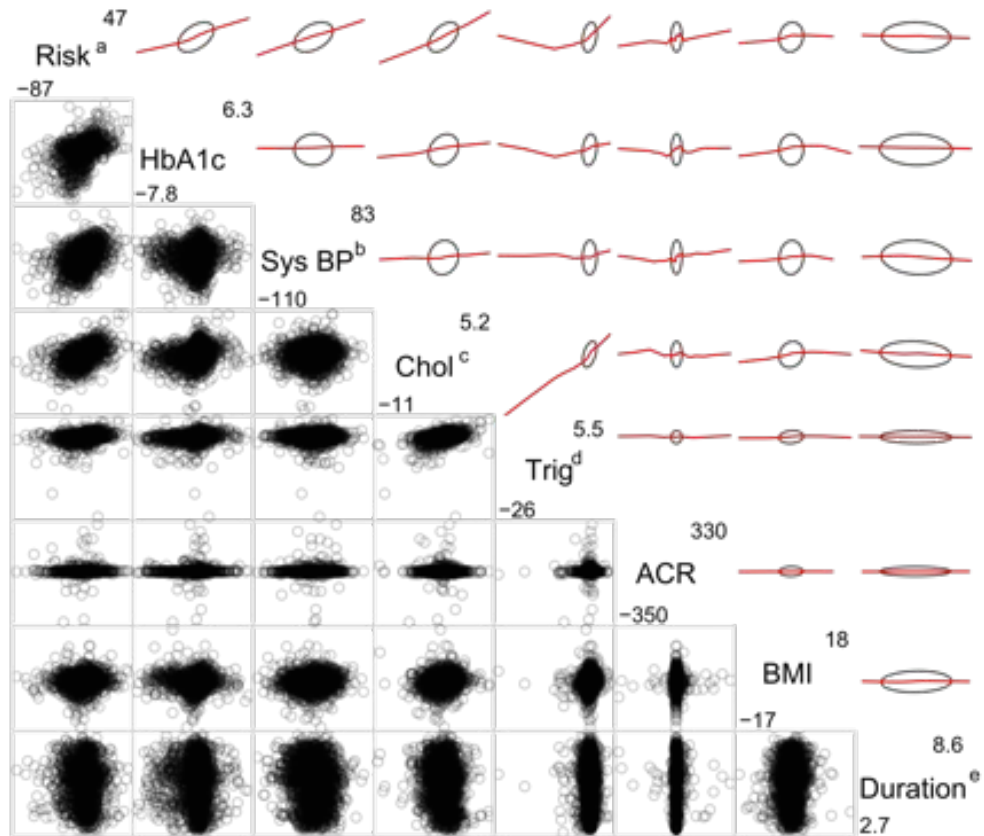 47
Risk a
−87
6.3
HbA1c
−7.8
83
Sys BP b
−110
5.2
Chol c
−11
5.5
Trig d
−26
330
ACR
−350
18
BMI
−17
8.6
Duration e
2.7